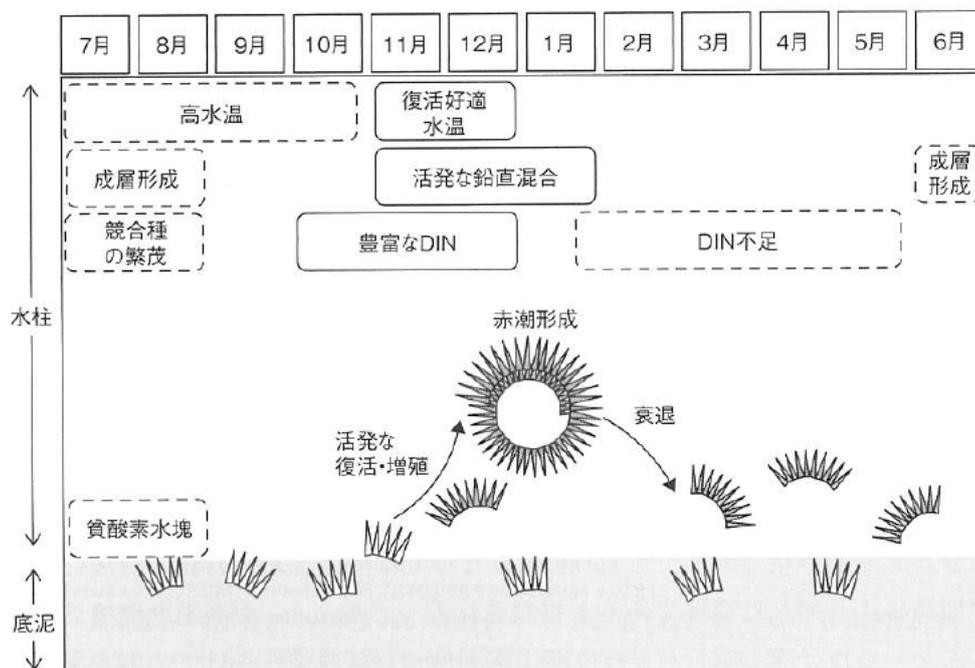 7月 8月 9月 10月 11月 12月 1月 2月 3月 4月 5月 6月
高水温
復活好適
水温
成層形成
活発な鉛直混合
成層
形成
競合種
の繁茂
豊富なDIN
DIN不足
水柱
赤潮形成
活発な
復活・増殖
衰退
貧酸素水塊
底泥